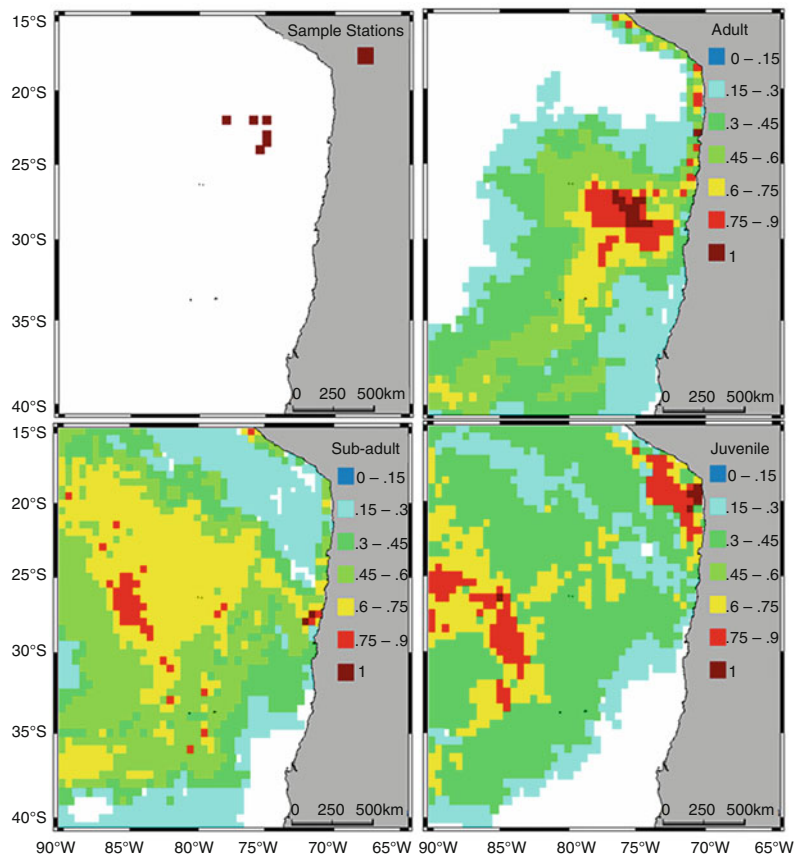 15°S
20°S
25°S
30°S
35°S
40°S
Sample Stations
0 250 500km
Adult
0 – .15
.15 – .3
.3 – .45
.45 – .6
.6 – .75
.75 – .9
1
0 250 500km
15°S
20°S
25°S
30°S
35°S
40°S
Sub-adult
0 – .15
.15 – .3
.3 – .45
.45 – .6
.6 – .75
.75 – .9
1
0 250 500km
Juvenile
0 – .15
.15 – .3
.3 – .45
.45 – .6
.6 – .75
.75 – .9
1
0 250 500km
90°W 85°W 80°W 75°W 70°W 90°W 85°W 80°W 75°W 70°W 65°W